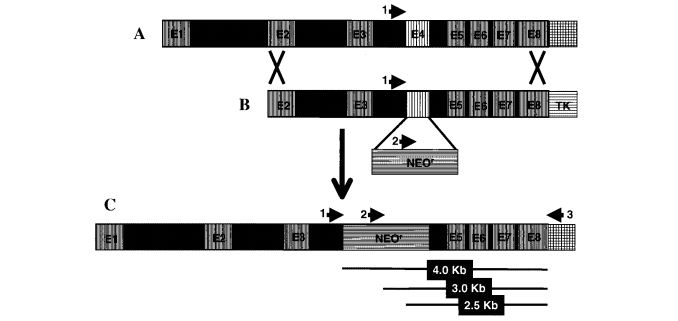 1
A E1 E2 E3 E4 E5 E6 E7 E8
1
B E2 E3 E5 E6 E7 E8 TK
2
NEOr
C
1 2 3
E1 E2 E3 NEOr E5 E6 E7 E8
4.0 Kb
3.0 Kb
2.5 Kb